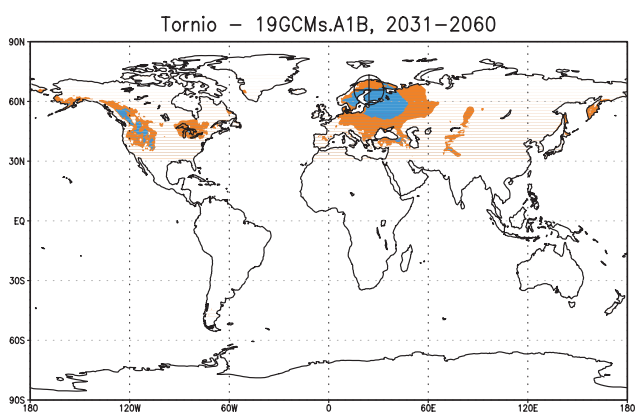 Tornio – 19GCMs.A1B, 2031–2060
90N
60N
30N
EQ
30S
60S
90S
180 120W 60W 0 60E 120E 180